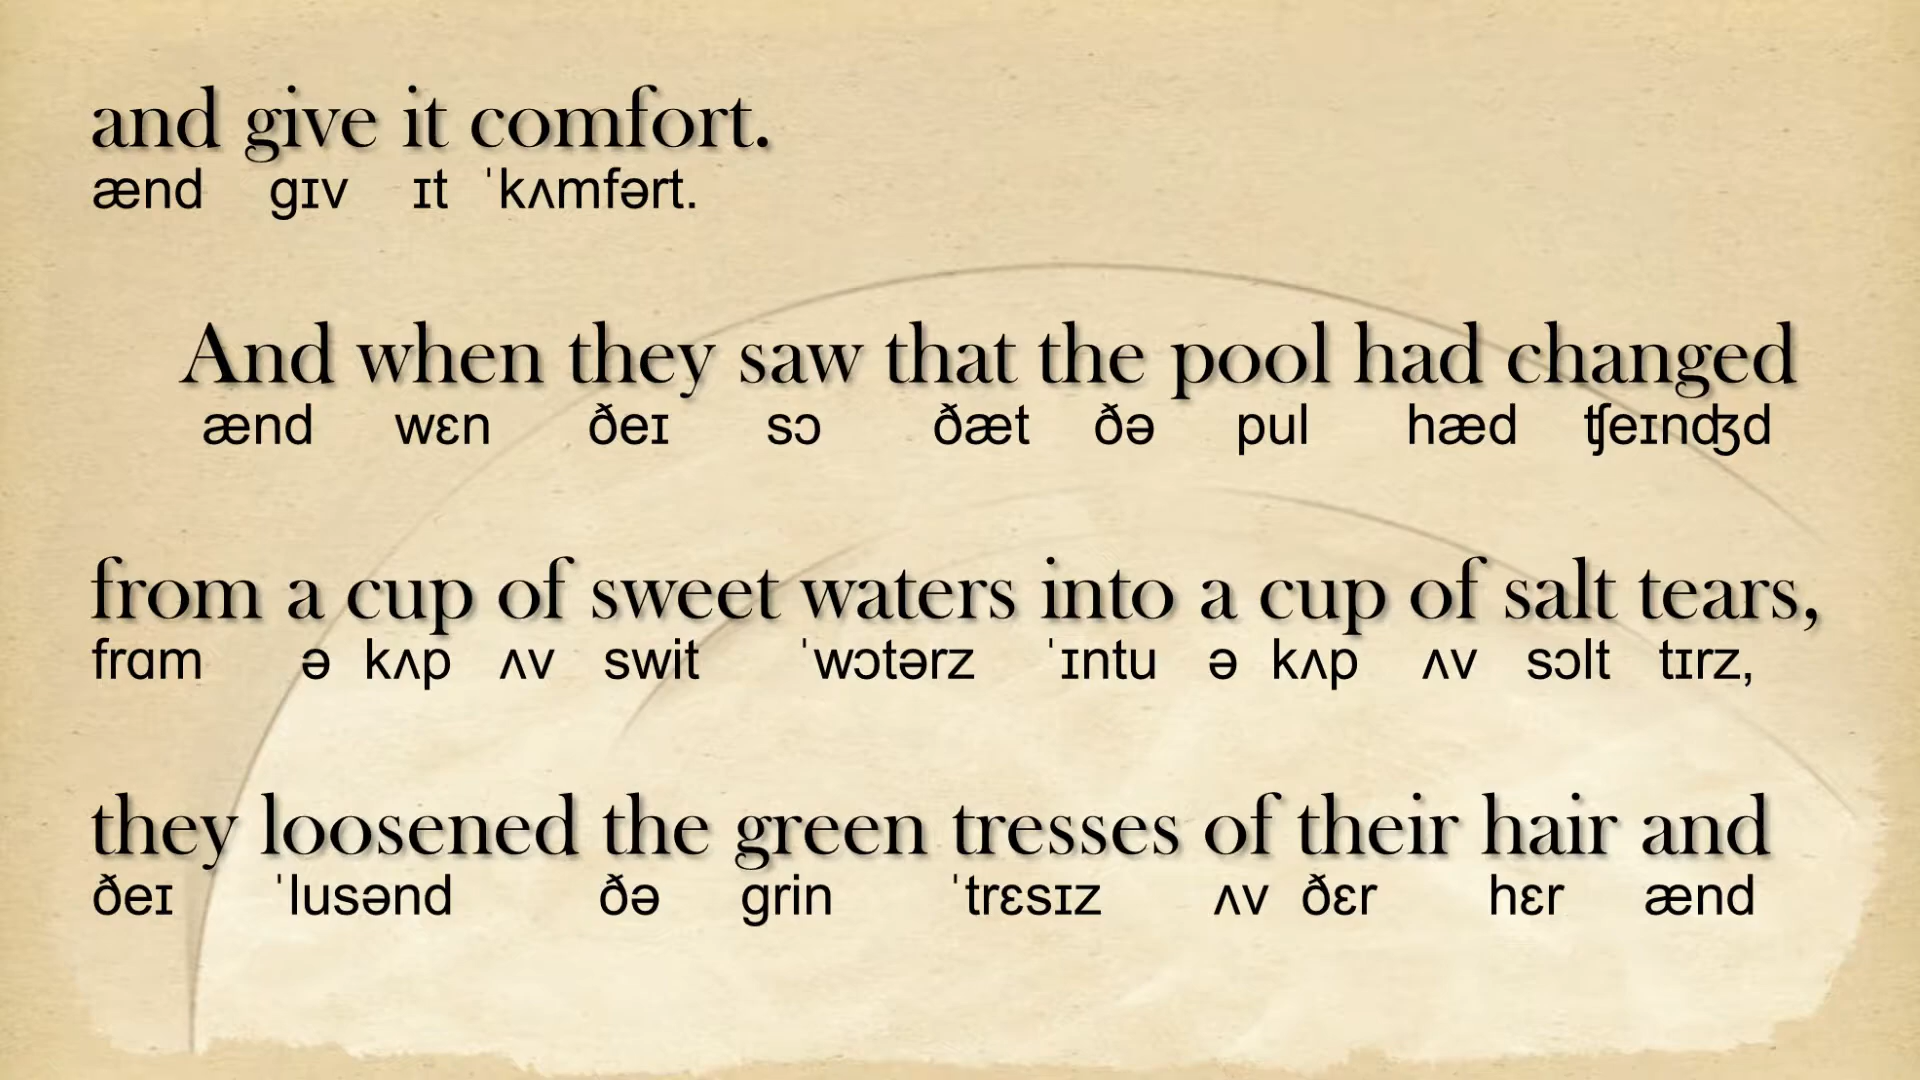 and give it comfort.
ænd gɪv ɪt ˈkʌmfərt.
And when they saw that the pool had changed
ænd wɛn ðeɪ sɔ ðæt ðə pul hæd ʧeɪnʤd
from a cup of sweet waters into a cup of salt tears,
frɑm ə kʌp ʌv swit ˈwɔtərz ˈɪntu ə kʌp ʌv sɔlt tɪrz,
they loosened the green tresses of their hair and
ðeɪ ˈlusənd ðə grin ˈtrɛsɪz ʌv ðɛr hɛr ænd